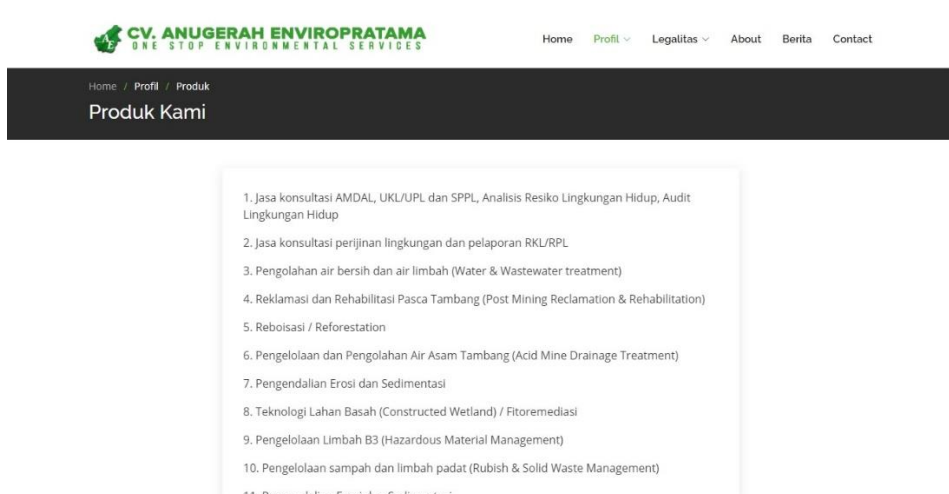 CV. ANUGERAH ENVIROPRATAMA
ONE STOP ENVIRONMENTAL SERVICES
Home Profil Legalitas About Berita Contact
Home / Profil / Produk
Produk Kami
1. Jasa konsultasi AMDAL, UKL/UPL dan SPPL, Analisis Resiko Lingkungan Hidup, Audit
Lingkungan Hidup
2. Jasa konsultasi perijinan lingkungan dan pelaporan RKL/RPL
3. Pengolahan air bersih dan air limbah (Water & Wastewater treatment)
4. Reklamasi dan Rehabilitasi Pasca Tambang (Post Mining Reclamation & Rehabilitation)
5. Reboisasi / Reforestation
6. Pengelolaan dan Pengolahan Air Asam Tambang (Acid Mine Drainage Treatment)
7. Pengendalian Erosi dan Sedimentasi
8. Teknologi Lahan Basah (Constructed Wetland) / Fitoremediasi
9. Pengelolaan Limbah B3 (Hazardous Material Management)
10. Pengelolaan sampah dan limbah padat (Rubish & Solid Waste Management)